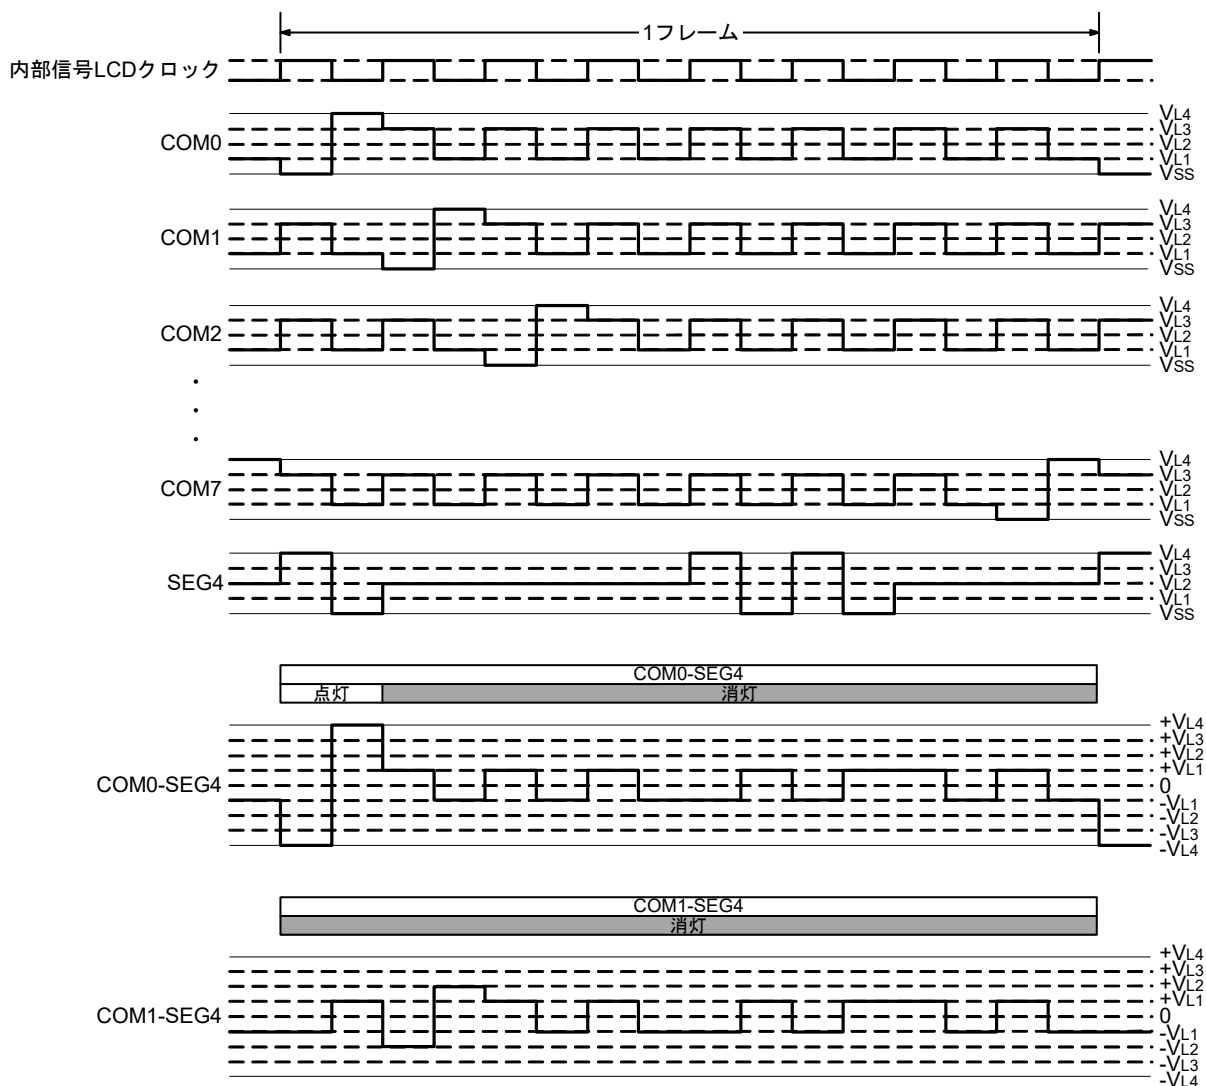 1フレーム
内部信号LCDクロック
COM0
VL4
VL3
VL2
VL1
VSS
COM1
VL4
VL3
VL2
VL1
VSS
COM2
VL4
VL3
VL2
VL1
VSS
COM7
VL4
VL3
VL2
VL1
VSS
SEG4
VL4
VL3
VL2
VL1
VSS
COM0-SEG4
点灯
消灯
COM0-SEG4
+VL4
+VL3
+VL2
+VL1
0
-VL1
-VL2
-VL3
-VL4
COM1-SEG4
消灯
COM1-SEG4
+VL4
+VL3
+VL2
+VL1
0
-VL1
-VL2
-VL3
-VL4